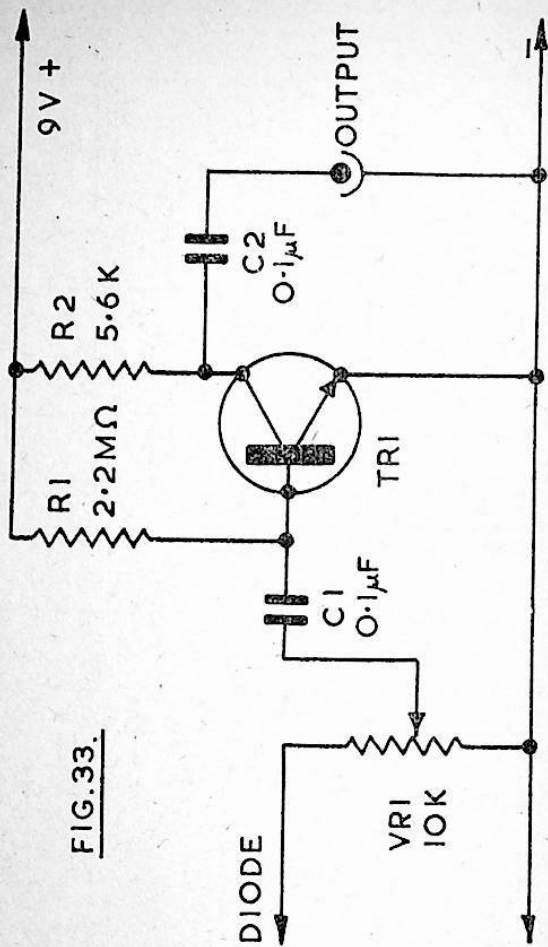 FIG.33.
9V +
R1
2·2MΩ
R2
5·6K
C2
0·1µF
OUTPUT
TR1
C1
0·1µF
DIODE
VR1
10K
–